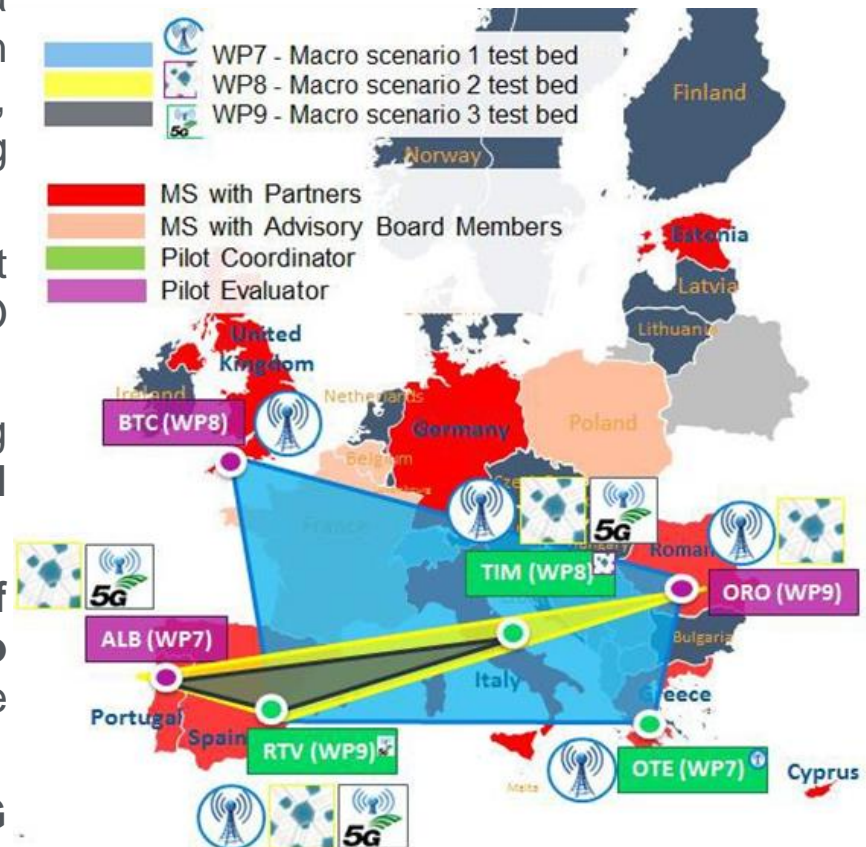 WP7 - Macro scenario 1 test bed
WP8 - Macro scenario 2 test bed
WP9 - Macro scenario 3 test bed
5G
Finland
Norway
MS with Partners
MS with Advisory Board Members
Pilot Coordinator
Pilot Evaluator
Estonia
Latvia
Lithuania
United
Kingdom
Ireland
Netherlands
BTC (WP8)
Germany
Poland
Belgium
France
5G
Roman
TIM (WP8)
ORO (WP9)
5G
ALB (WP7)
Bulgaria
Italy
Portugal
Spain
Greece
RTV (WP9)
OTE (WP7)
Cyprus
Malta
5G